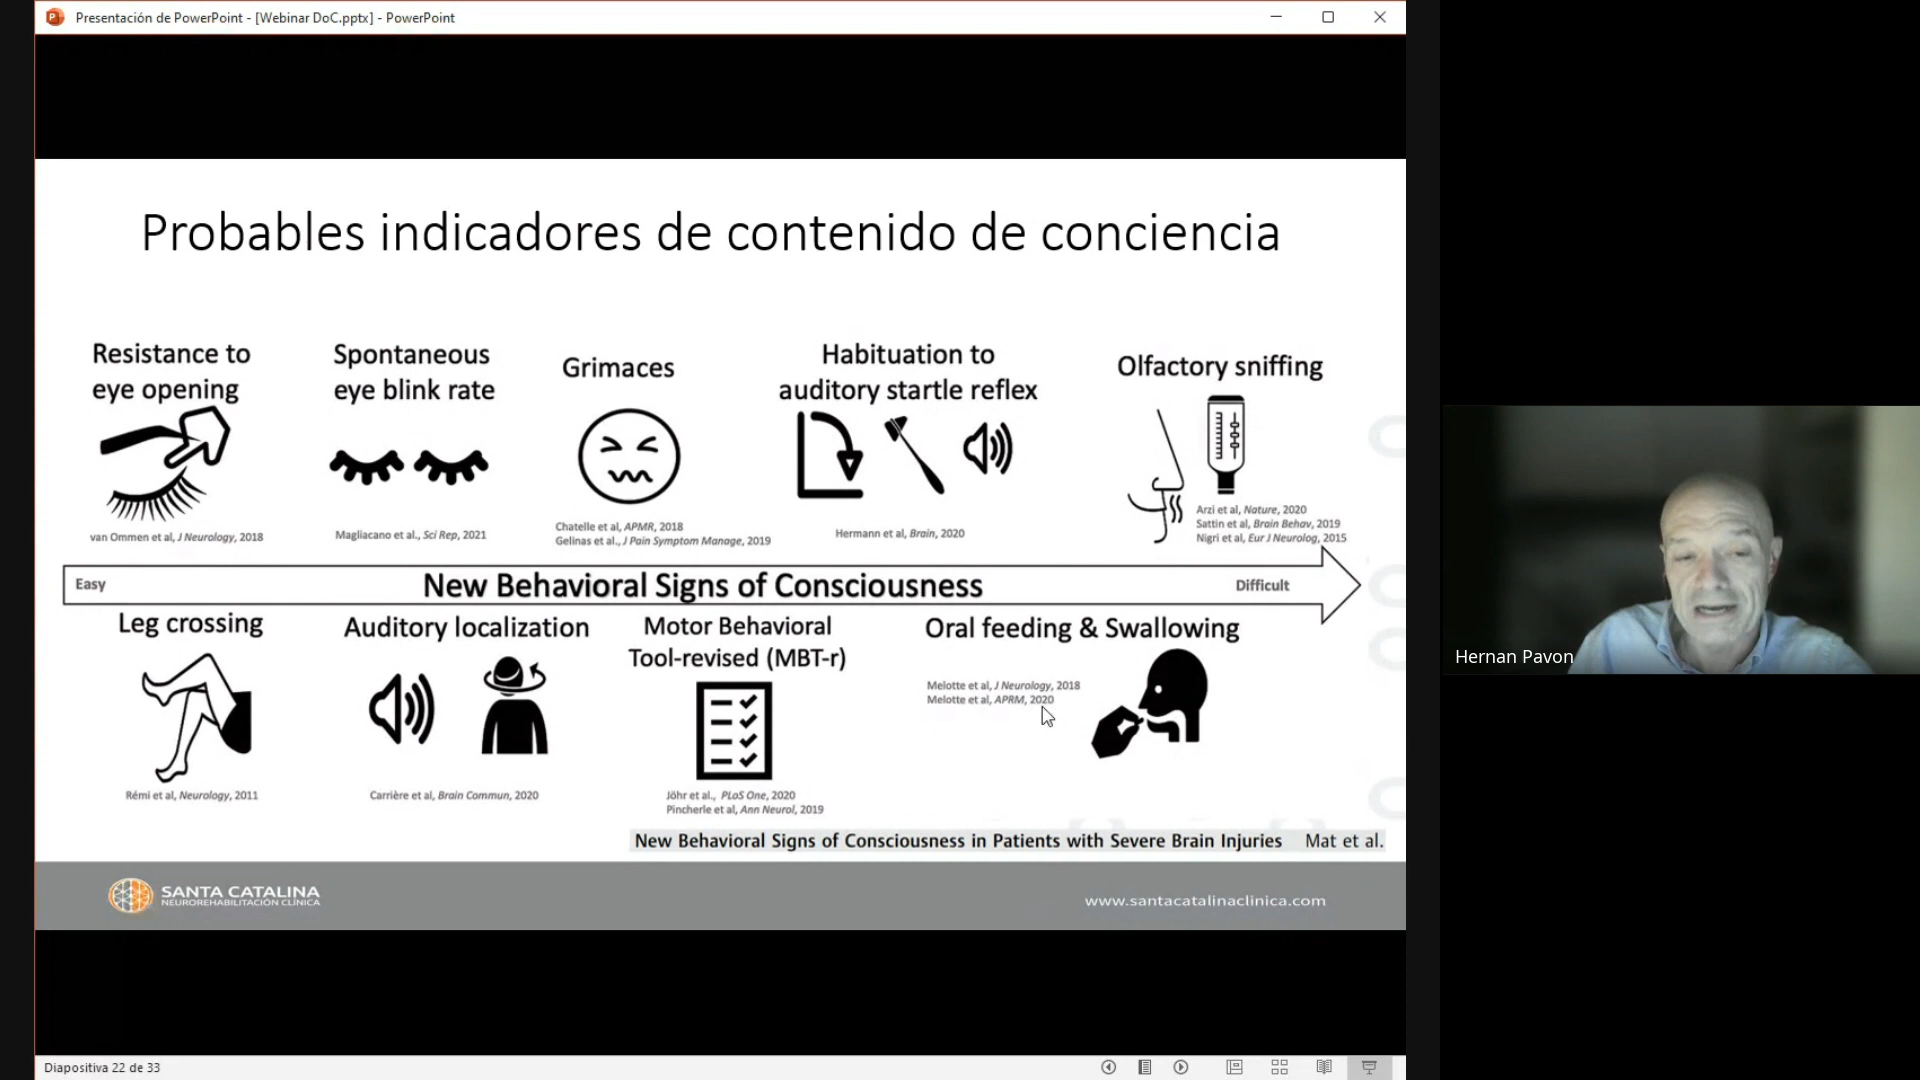 Presentación de PowerPoint - [Webinar DoC.pptx] - PowerPoint
Probables indicadores de contenido de conciencia
Resistance to
eye opening
van Ommen et al, J Neurology, 2018
Spontaneous
eye blink rate
Magliacano et al., Sci Rep, 2021
Grimaces
Chatelle et al, APMR, 2018
Gelinas et al., J Pain Symptom Manage, 2019
Habituation to
auditory startle reflex
Hermann et al, Brain, 2020
Olfactory sniffing
Arzi et al, Nature, 2020
Sattin et al, Brain Behav, 2019
Nigri et al, Eur J Neurolog, 2015
Easy
New Behavioral Signs of Consciousness
Difficult
Leg crossing
Rémi et al, Neurology, 2011
Auditory localization
Carrière et al, Brain Commun, 2020
Motor Behavioral
Tool-revised (MBT-r)
Jöhr et al., PLoS One, 2020
Pincherle et al, Ann Neurol, 2019
Oral feeding & Swallowing
Melotte et al, J Neurology, 2018
Melotte et al, APRM, 2020
New Behavioral Signs of Consciousness in Patients with Severe Brain Injuries Mat et al.
SANTA CATALINA
NEUROREHABILITACIÓN CLÍNICA
www.santacatalinaclinica.com
Diapositiva 22 de 33
Hernan Pavon